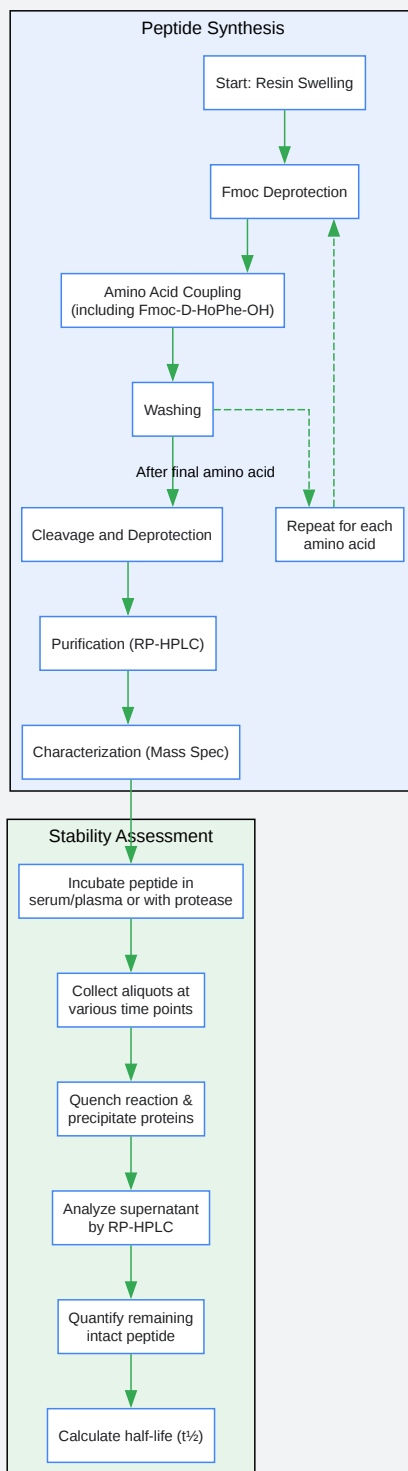 Peptide Synthesis
Start: Resin Swelling
Fmoc Deprotection
Amino Acid Coupling
(including Fmoc-D-HoPhe-OH)
Washing
After final amino acid
Cleavage and Deprotection
Repeat for each
amino acid
Purification (RP-HPLC)
Characterization (Mass Spec)
Stability Assessment
Incubate peptide in
serum/plasma or with protease
Collect aliquots at
various time points
Quench reaction &
precipitate proteins
Analyze supernatant
by RP-HPLC
Quantify remaining
intact peptide
Calculate half-life (t½)